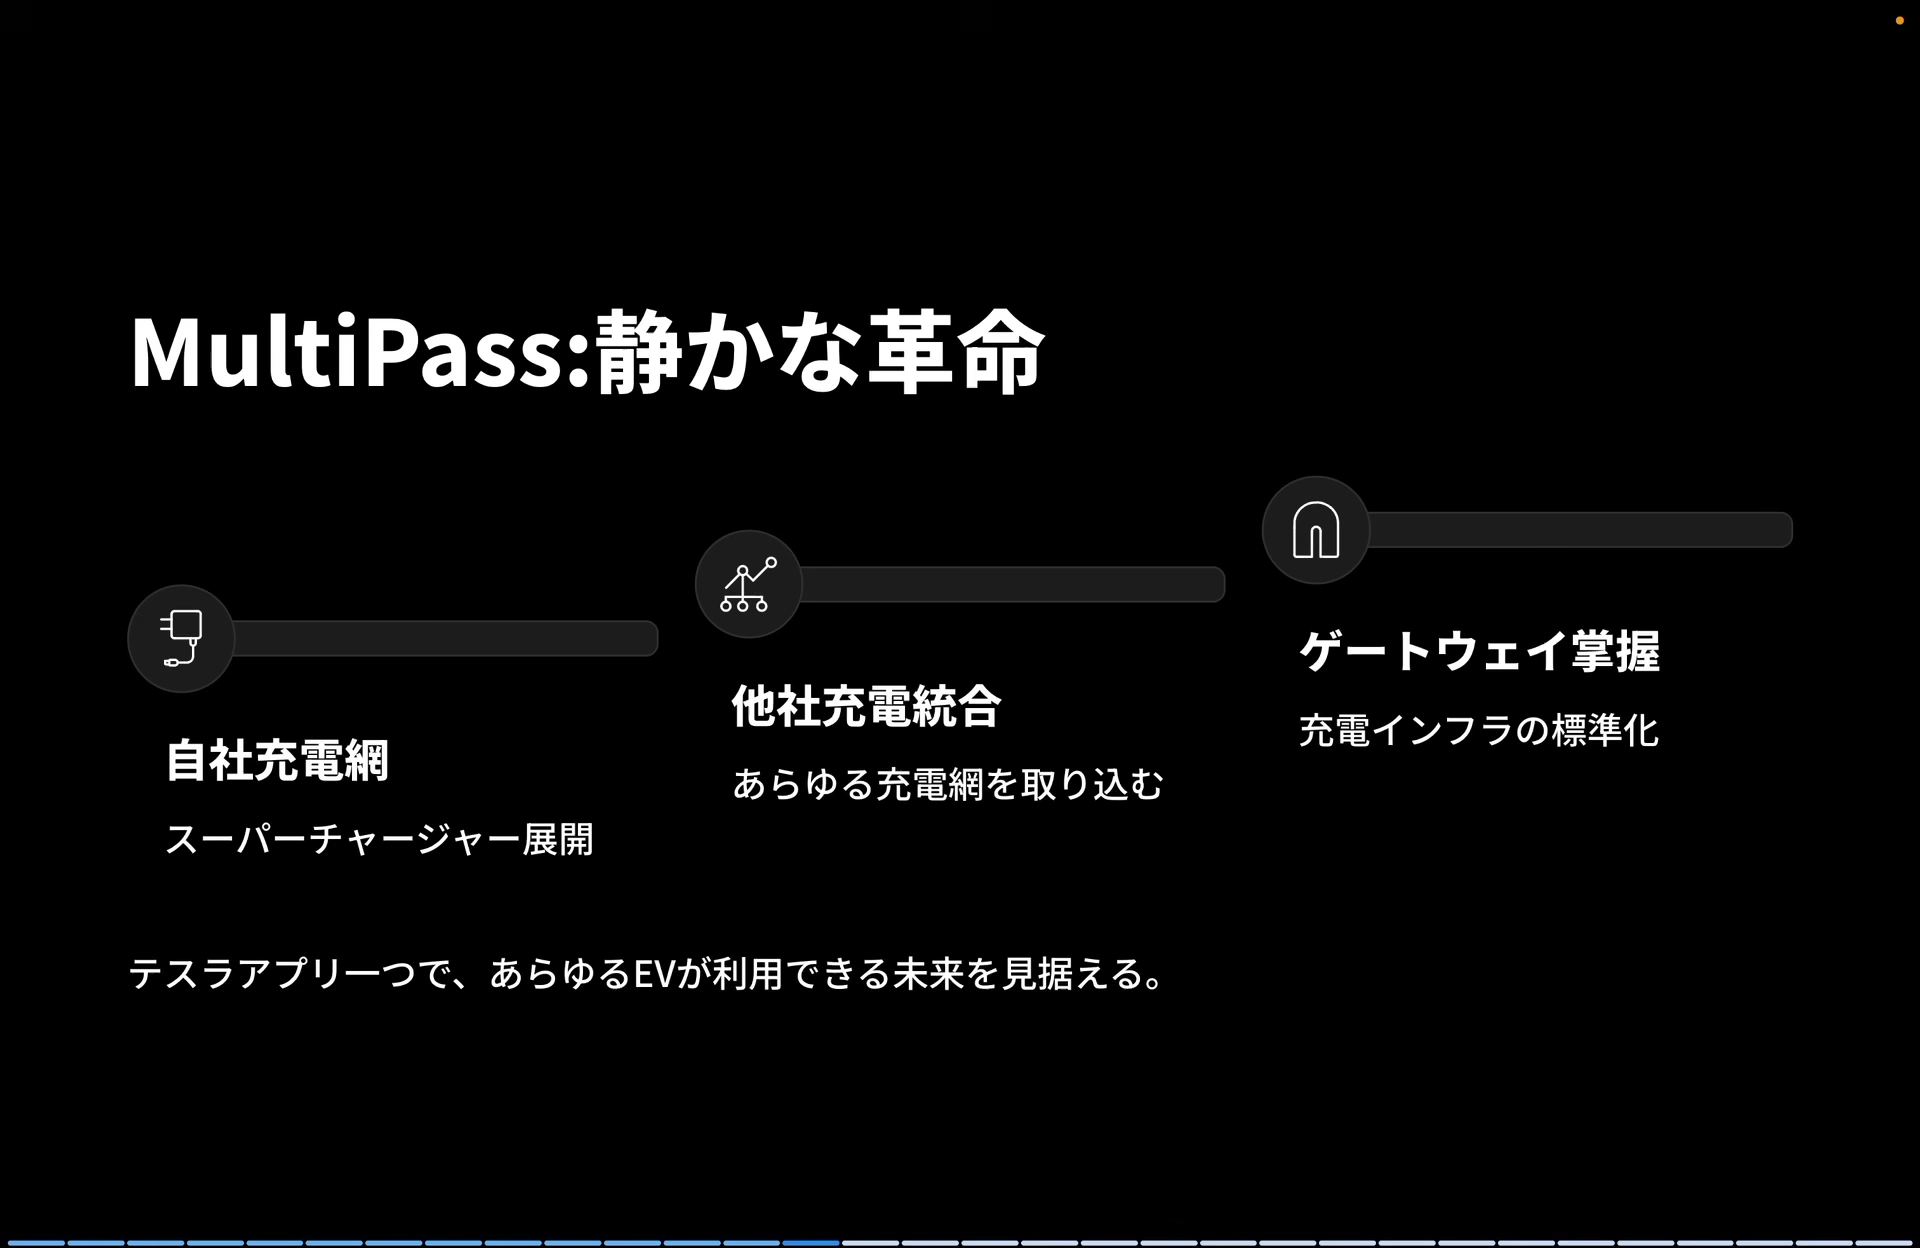 MultiPass:静かな革命
自社充電網
スーパーチャージャー展開
他社充電統合
あらゆる充電網を取り込む
ゲートウェイ掌握
充電インフラの標準化
テスラアプリ一つで、あらゆるEVが利用できる未来を見据える。